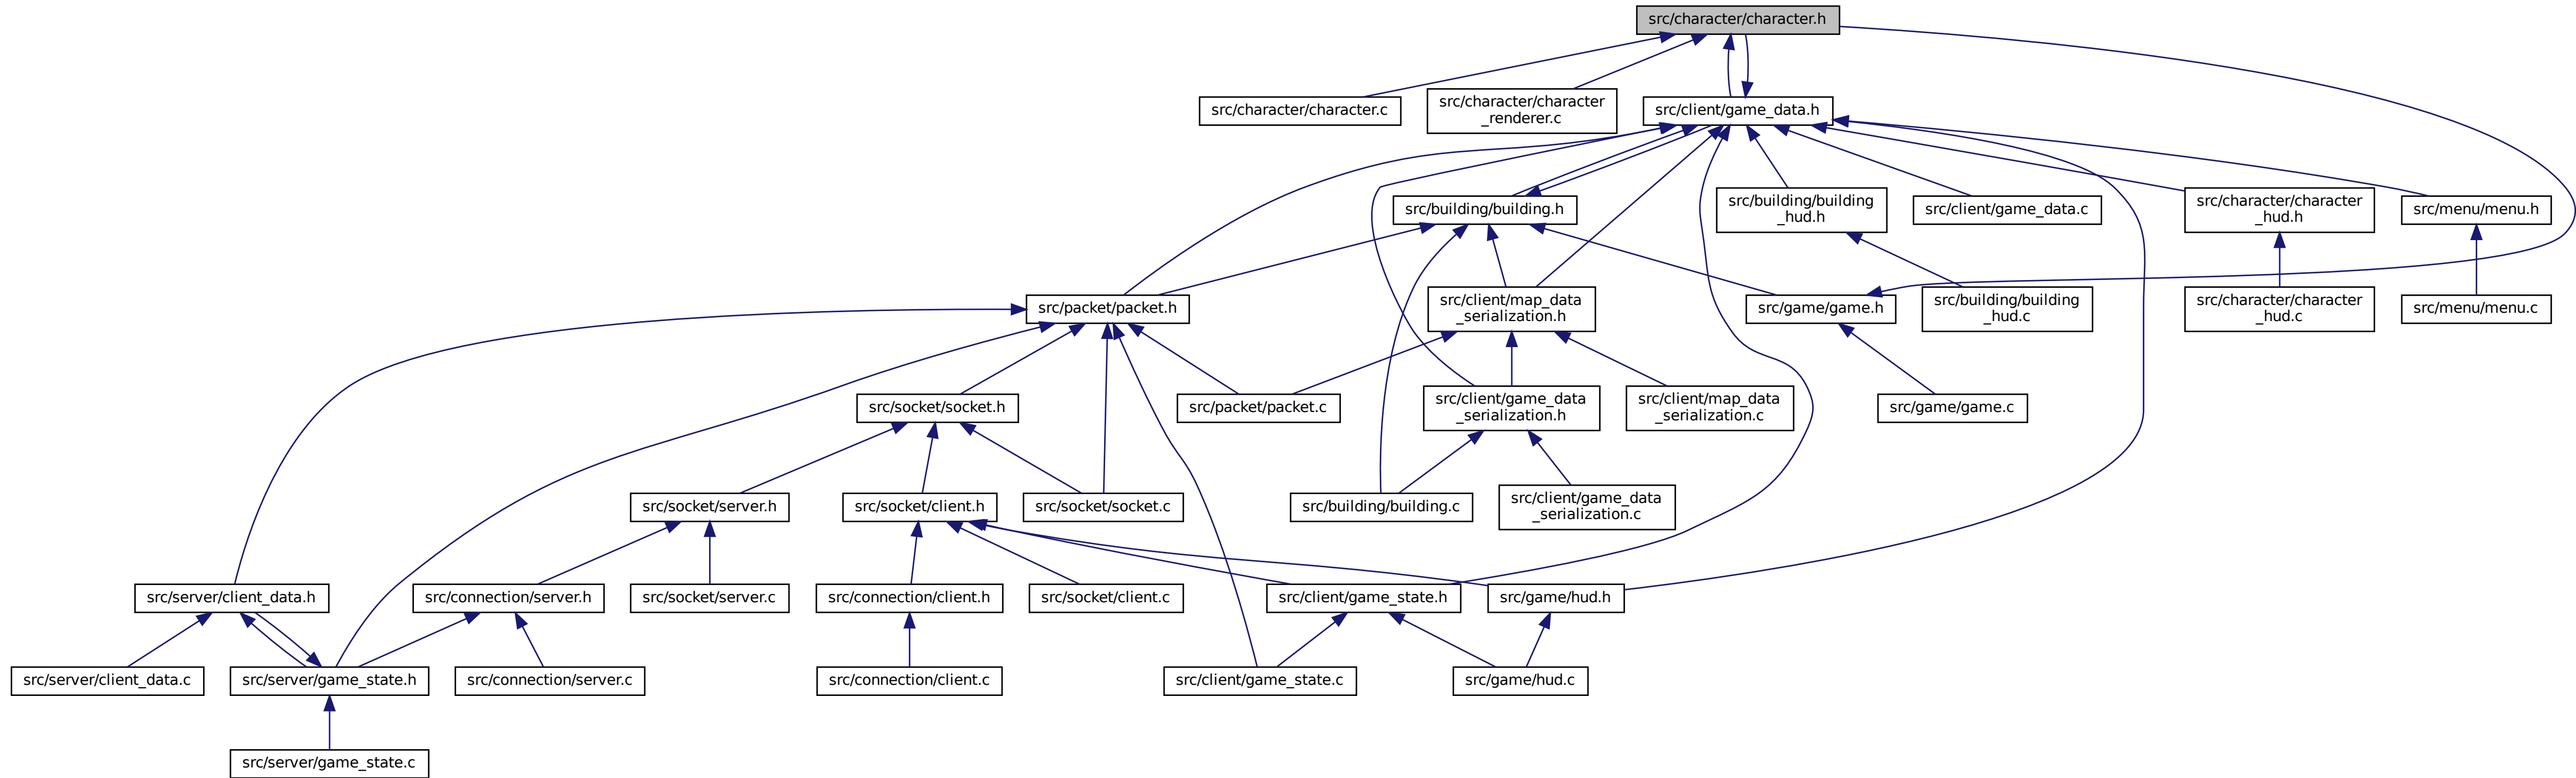 src/character/character.h
src/character/character.c
src/character/character
_renderer.c
src/client/game_data.h
src/building/building.h
src/building/building
_hud.h
src/client/game_data.c
src/character/character
_hud.h
src/menu/menu.h
src/packet/packet.h
src/client/map_data
_serialization.h
src/game/game.h
src/building/building
_hud.c
src/character/character
_hud.c
src/menu/menu.c
src/socket/socket.h
src/packet/packet.c
src/client/game_data
_serialization.h
src/client/map_data
_serialization.c
src/game/game.c
src/socket/server.h
src/socket/client.h
src/socket/socket.c
src/building/building.c
src/client/game_data
_serialization.c
src/server/client_data.h
src/connection/server.h
src/socket/server.c
src/connection/client.h
src/socket/client.c
src/client/game_state.h
src/game/hud.h
src/server/client_data.c
src/server/game_state.h
src/connection/server.c
src/connection/client.c
src/client/game_state.c
src/game/hud.c
src/server/game_state.c